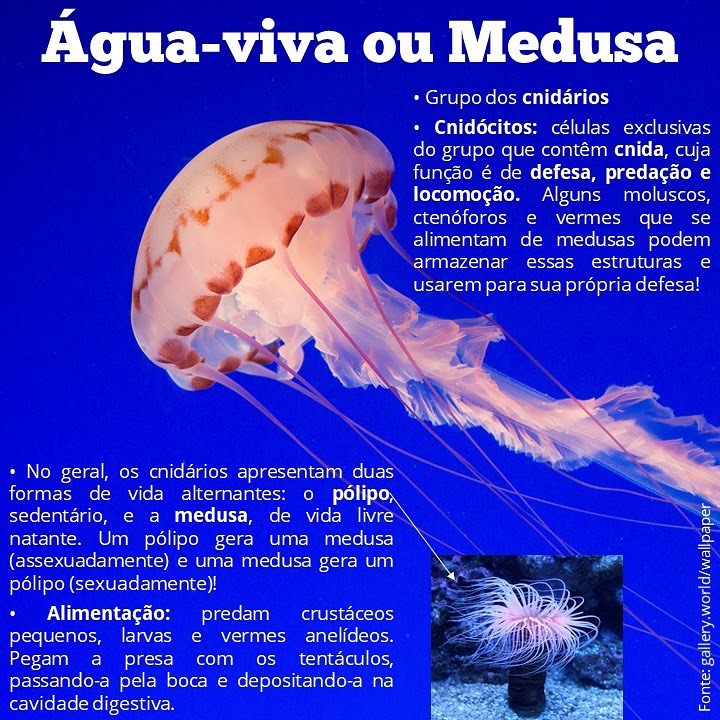 Água-viva ou Medusa
• Grupo dos cnidários
• Cnidócitos: células exclusivas
do grupo que contêm cnida, cuja
função é de defesa, predação e
locomoção. Alguns moluscos,
ctenóforos e vermes que se
alimentam de medusas podem
armazenar essas estruturas e
usarem para sua própria defesa!
• No geral, os cnidários apresentam duas
formas de vida alternantes: o pólipo,
sedentário, e a medusa, de vida livre
natante. Um pólipo gera uma medusa
(assexuadamente) e uma medusa gera um
pólipo (sexuadamente)!
• Alimentação: predam crustáceos
pequenos, larvas e vermes anelídeos.
Pegam a presa com os tentáculos,
passando-a pela boca e depositando-a na
cavidade digestiva.
Fonte: gallery.world/wallpaper